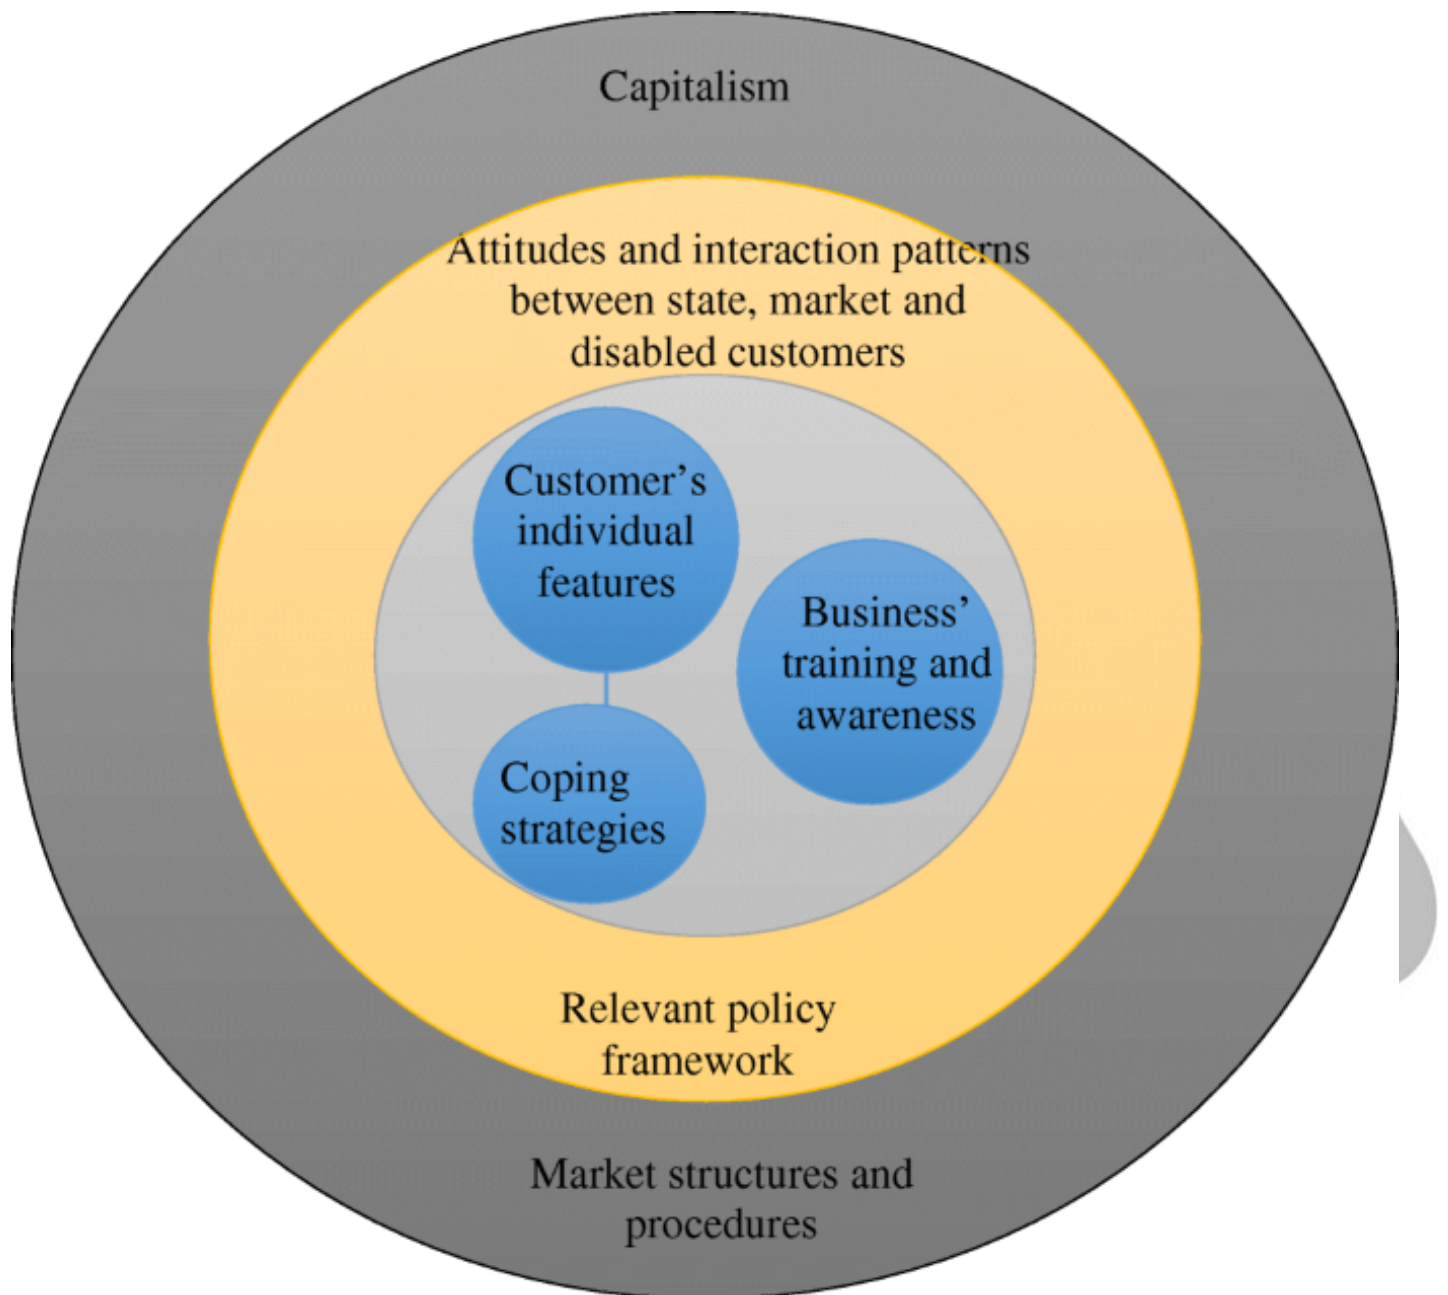 Capitalism
Attitudes and interaction patterns
between state, market and
disabled customers
Customer’s
individual
features
Business’
training and
awareness
Coping
strategies
Relevant policy
framework
Market structures and
procedures